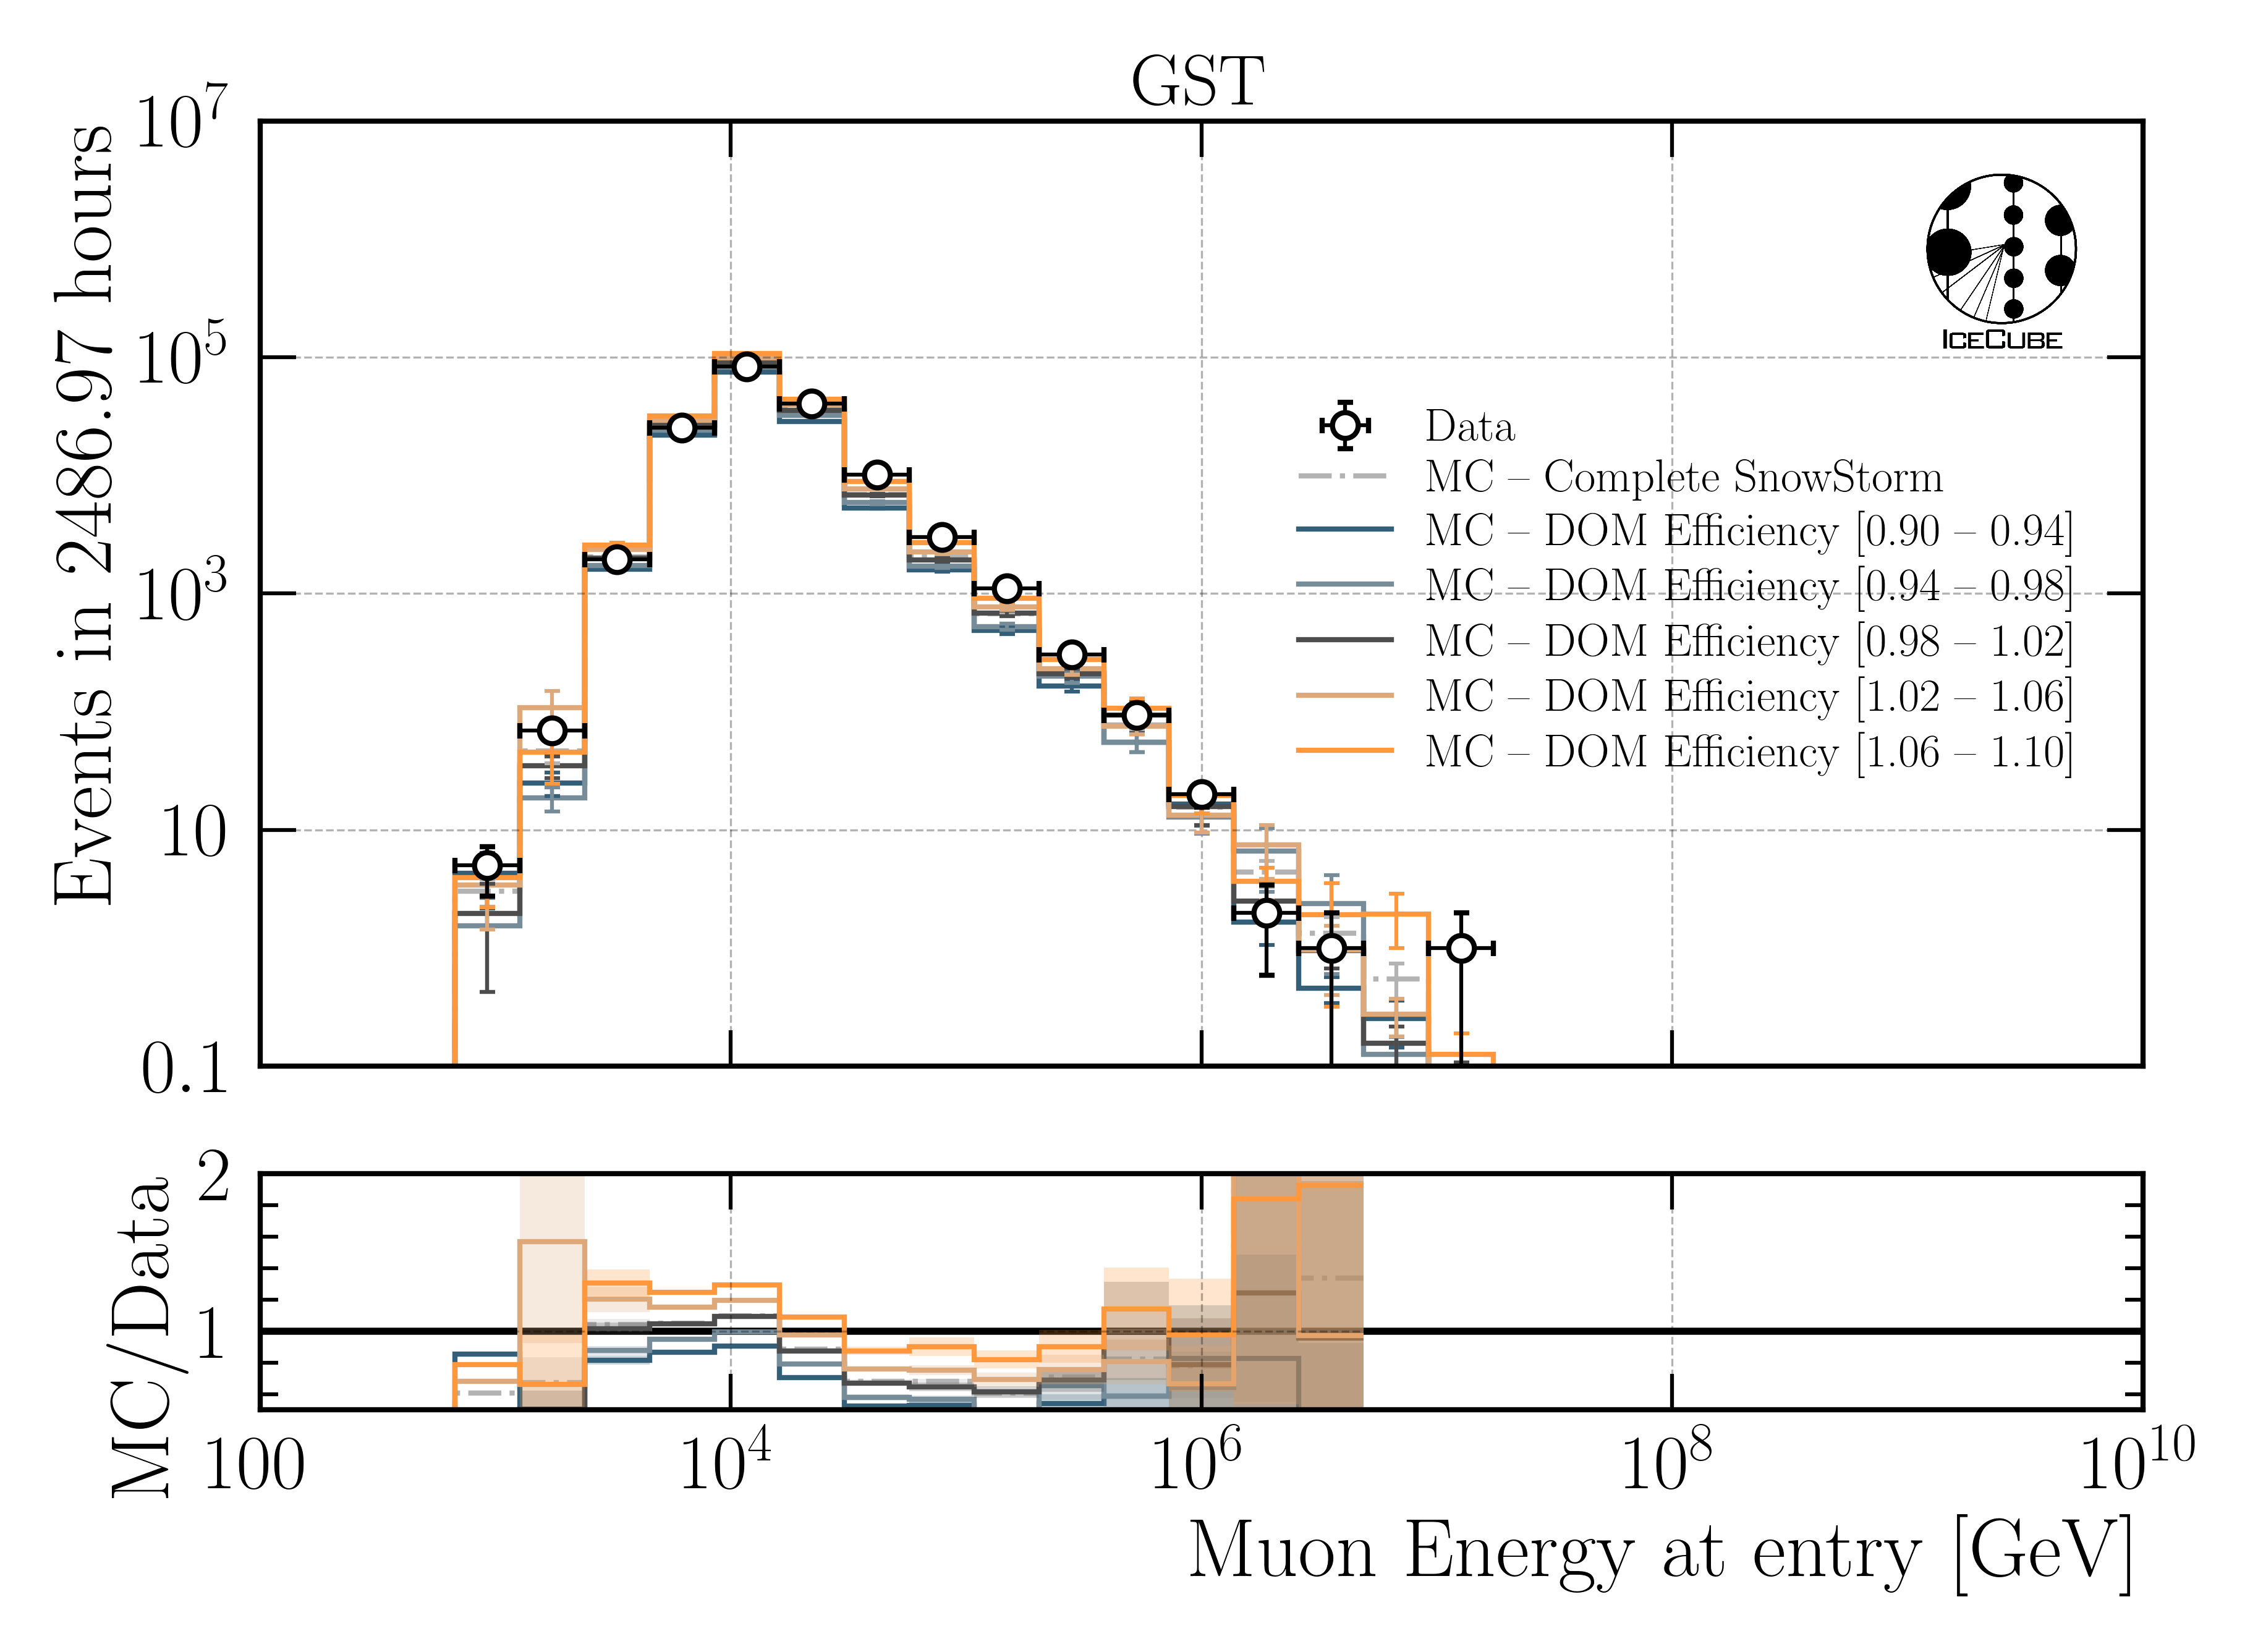 GST
Events in 2486.97 hours
10^7
10^5
10^3
10
0.1
ICECUBE
Data
MC – Complete SnowStorm
MC – DOM Efficiency [0.90 – 0.94]
MC – DOM Efficiency [0.94 – 0.98]
MC – DOM Efficiency [0.98 – 1.02]
MC – DOM Efficiency [1.02 – 1.06]
MC – DOM Efficiency [1.06 – 1.10]
MC/Data
2
1
100 10^4 10^6 10^8 10^10
Muon Energy at entry [GeV]